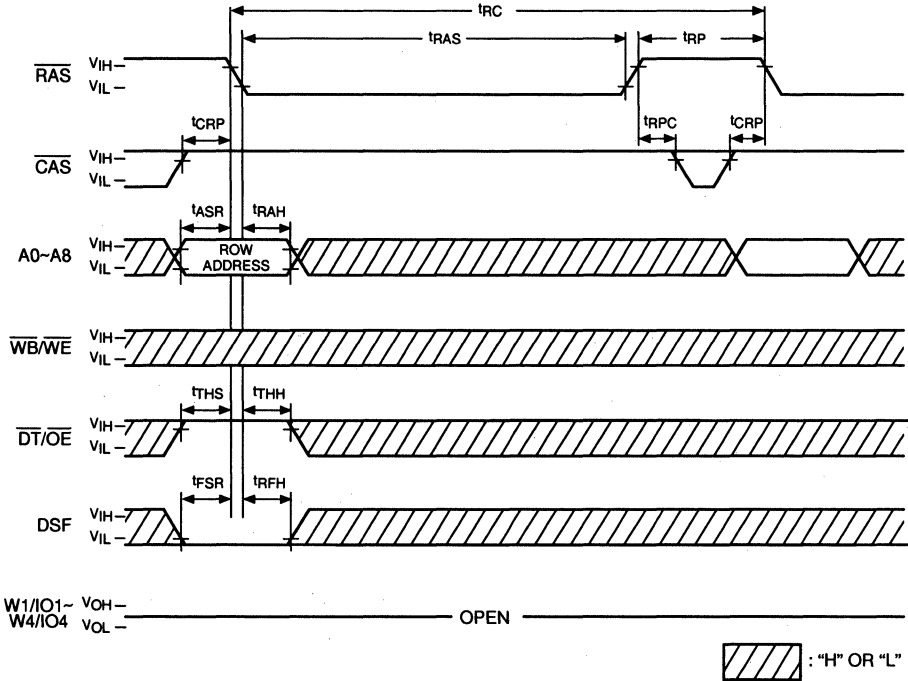 tRC
tRAS
tRP
RAS
VIH
VIL
tCRP
tRPC
tCRP
CAS
VIH
VIL
tASR
tRAH
A0~A8
VIH
VIL
ROW
ADDRESS
WB/WE
VIH
VIL
tTHS
tTHH
DT/OE
VIH
VIL
tFSR
tRFH
DSF
VIH
VIL
W1/IO1~
W4/IO4
VOH
VOL
OPEN
: "H" OR "L"